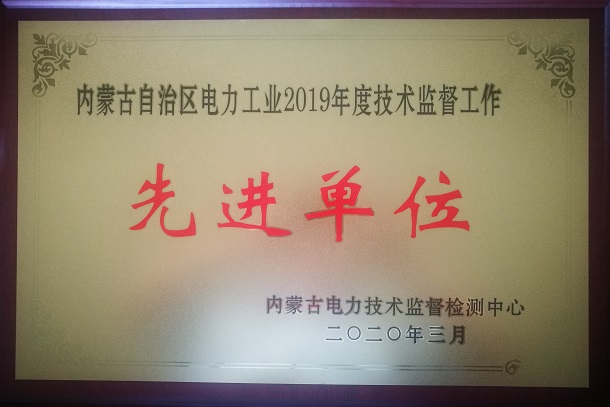 内蒙古自治区电力工业2019年度技术监督工作
先进单位
内蒙古电力技术监督检测中心
二〇二〇年三月